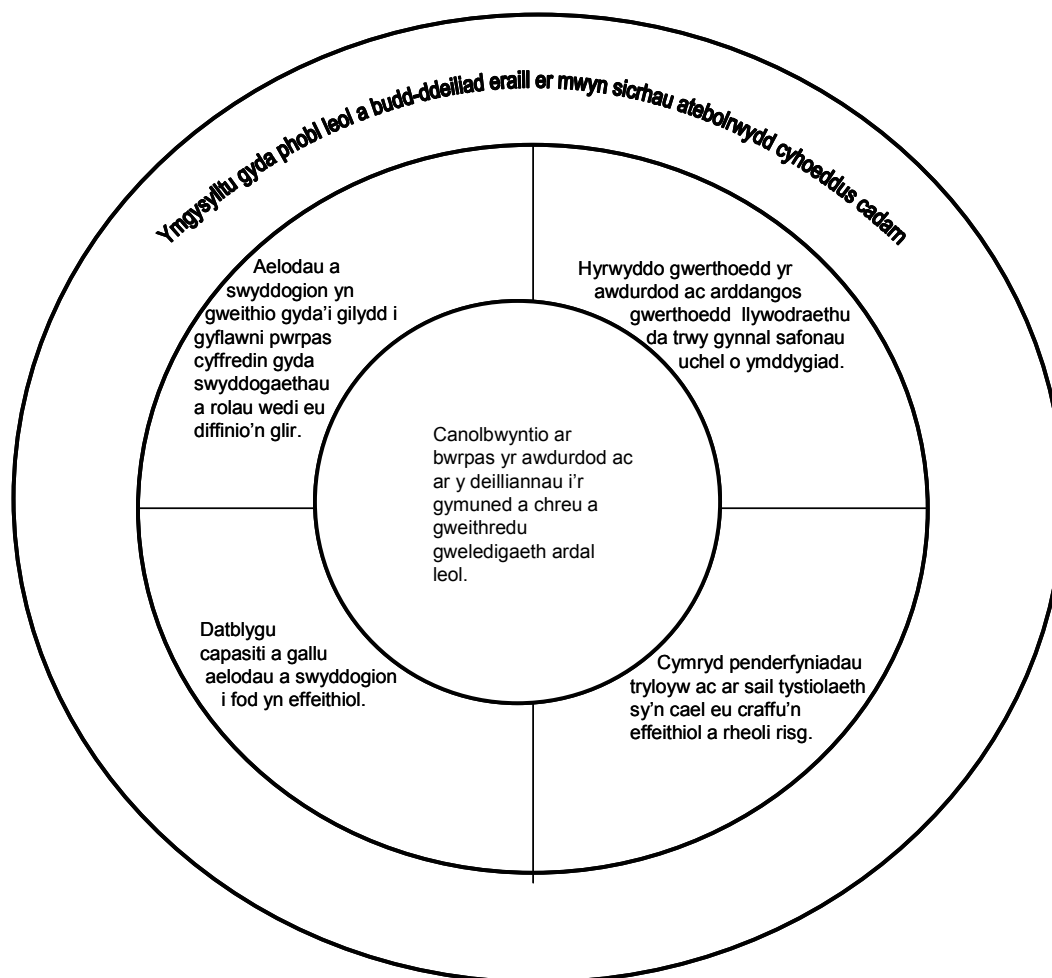 Ymgysylltu gyda phobl leol a budd-ddeiliad eraill er mwyn sicrhau atebolrwydd cyhoeddus cadarn
Aelodau a
swyddogion yn
gweithio gyda'i gilydd i
gyflawni pwrpas
cyffredin gyda
swyddogaethau
a rolau wedi eu
diffinio'n glir.
Hyrwyddo gwerthoedd yr
awdurdod ac arddangos
gwerthoedd llywodraethu
da trwy gynnal safonau
uchel o ymddygiad.
Canolbwyntio ar
bwrpas yr awdurdod ac
ar y deilliannau i'r
gymuned a chreu a
gweithredu
gweledigaeth ardal
leol.
Datblygu
capasiti a gallu
aelodau a swyddogion
i fod yn effeithiol.
Cymryd penderfyniadau
tryloyw ac ar sail tystiolaeth
sy'n cael eu craffu'n
effeithiol a rheoli risg.